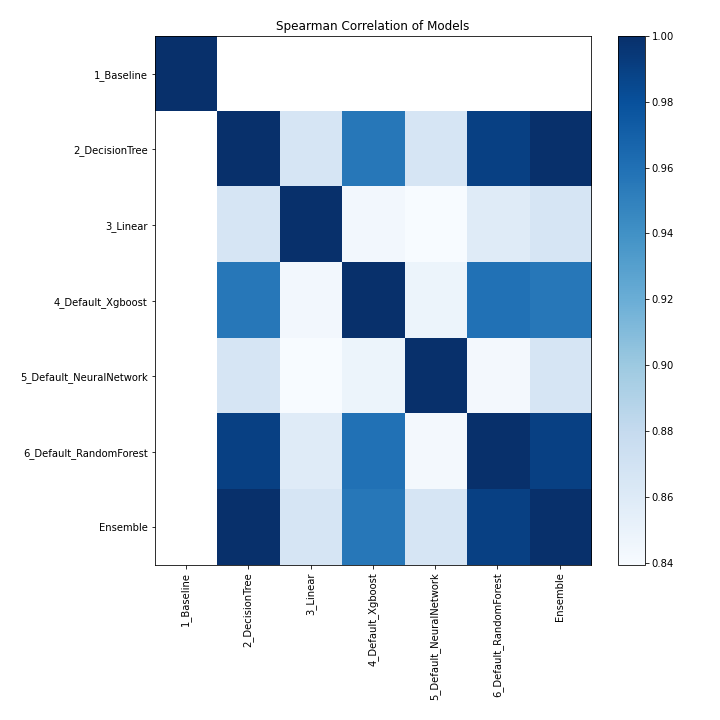 Spearman Correlation of Models
1_Baseline
2_DecisionTree
3_Linear
4_Default_Xgboost
5_Default_NeuralNetwork
6_Default_RandomForest
Ensemble
1_Baseline
2_DecisionTree
3_Linear
4_Default_Xgboost
5_Default_NeuralNetwork
6_Default_RandomForest
Ensemble
1.00
0.98
0.96
0.94
0.92
0.90
0.88
0.86
0.84